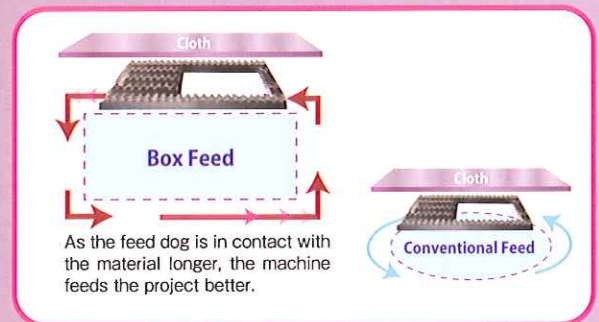 Cloth
Box Feed
As the feed dog is in contact with
the material longer, the machine
feeds the project better.
Cloth
Conventional Feed